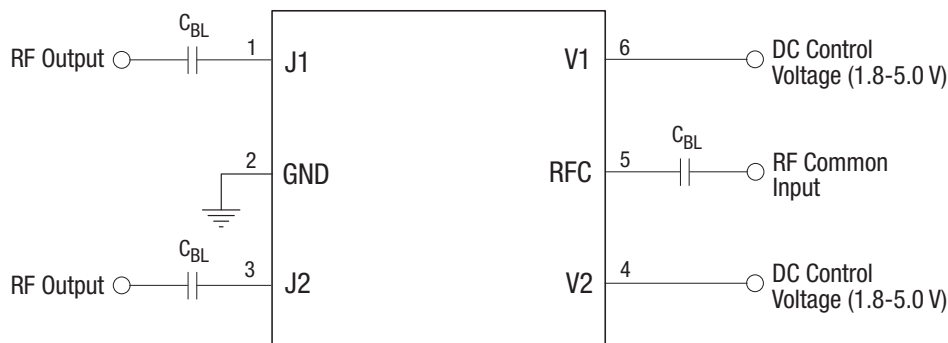 C_BL
RF Output
1
J1
V1
6
DC Control
Voltage (1.8-5.0 V)
2
GND
RFC
5
C_BL
RF Common
Input
C_BL
RF Output
3
J2
V2
4
DC Control
Voltage (1.8-5.0 V)